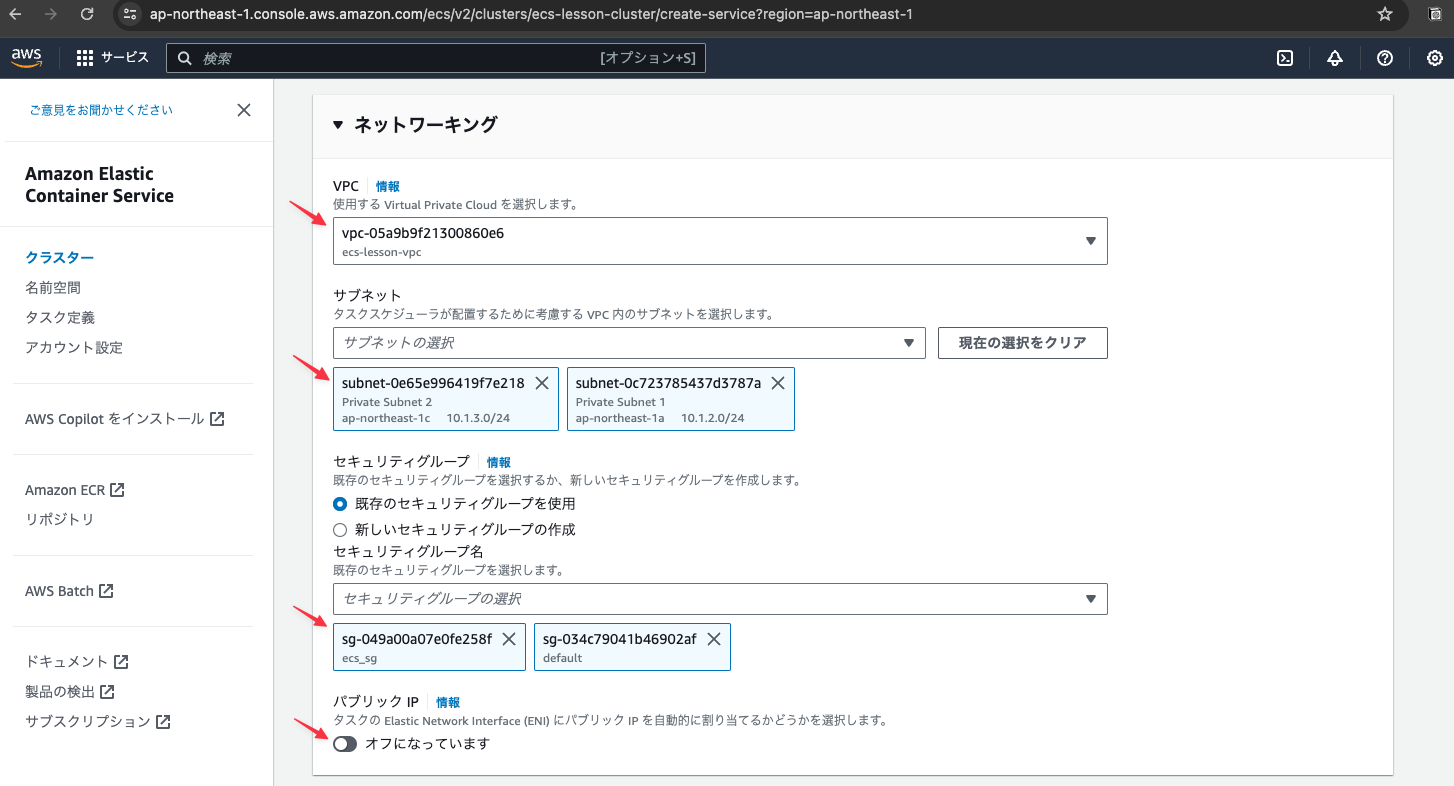 ap-northeast-1.console.aws.amazon.com/ecs/v2/clusters/ecs-lesson-cluster/create-service?region=ap-northeast-1
aws
サービス
検索
[オプション+S]
ご意見をお聞かせください
Amazon Elastic
Container Service
クラスター
名前空間
タスク定義
アカウント設定
AWS Copilot をインストール
Amazon ECR
リポジトリ
AWS Batch
ドキュメント
製品の検出
サブスクリプション
ネットワーキング
VPC 情報
使用する Virtual Private Cloud を選択します。
vpc-05a9b9f21300860e6
ecs-lesson-vpc
サブネット
タスクスケジューラが配置するために考慮する VPC 内のサブネットを選択します。
サブネットの選択
現在の選択をクリア
subnet-0e65e996419f7e218
Private Subnet 2
ap-northeast-1c 10.1.3.0/24
subnet-0c723785437d3787a
Private Subnet 1
ap-northeast-1a 10.1.2.0/24
セキュリティグループ 情報
既存のセキュリティグループを選択するか、新しいセキュリティグループを作成します。
既存のセキュリティグループを使用
新しいセキュリティグループの作成
セキュリティグループ名
既存のセキュリティグループを選択します。
セキュリティグループの選択
sg-049a00a07e0fe258f
ecs_sg
sg-034c79041b46902af
default
パブリック IP 情報
タスクの Elastic Network Interface (ENI) にパブリック IP を自動的に割り当てるかどうかを選択します。
オフになっています